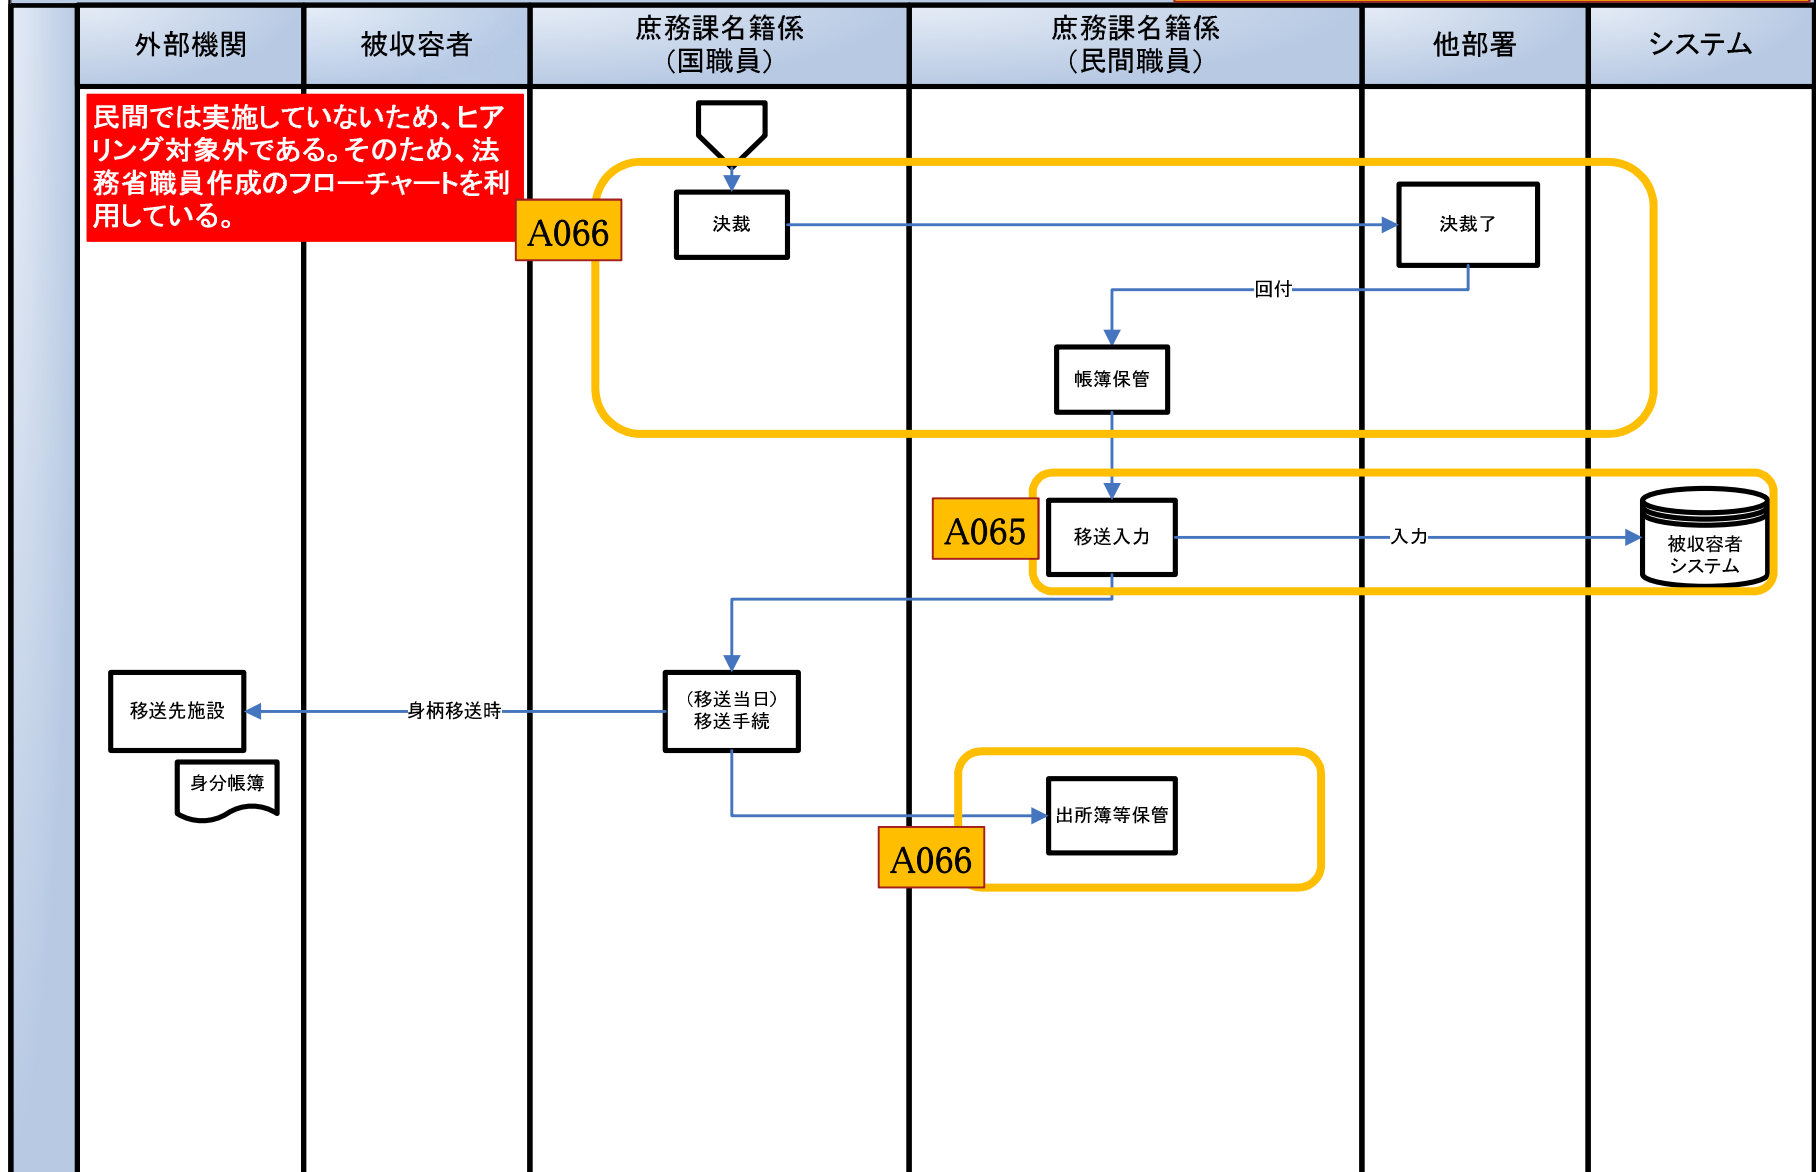 外部機関
被収容者
庶務課名籍係
（国職員）
庶務課名籍係
（民間職員）
他部署
システム
民間では実施していないため、ヒア
リング対象外である。そのため、法
務省職員作成のフローチャートを利
用している。
A066
決裁
決裁了
回付
帳簿保管
A065
移送入力
入力
被収容者
システム
移送先施設
身柄移送時
（移送当日）
移送手続
身分帳簿
出所簿等保管
A066